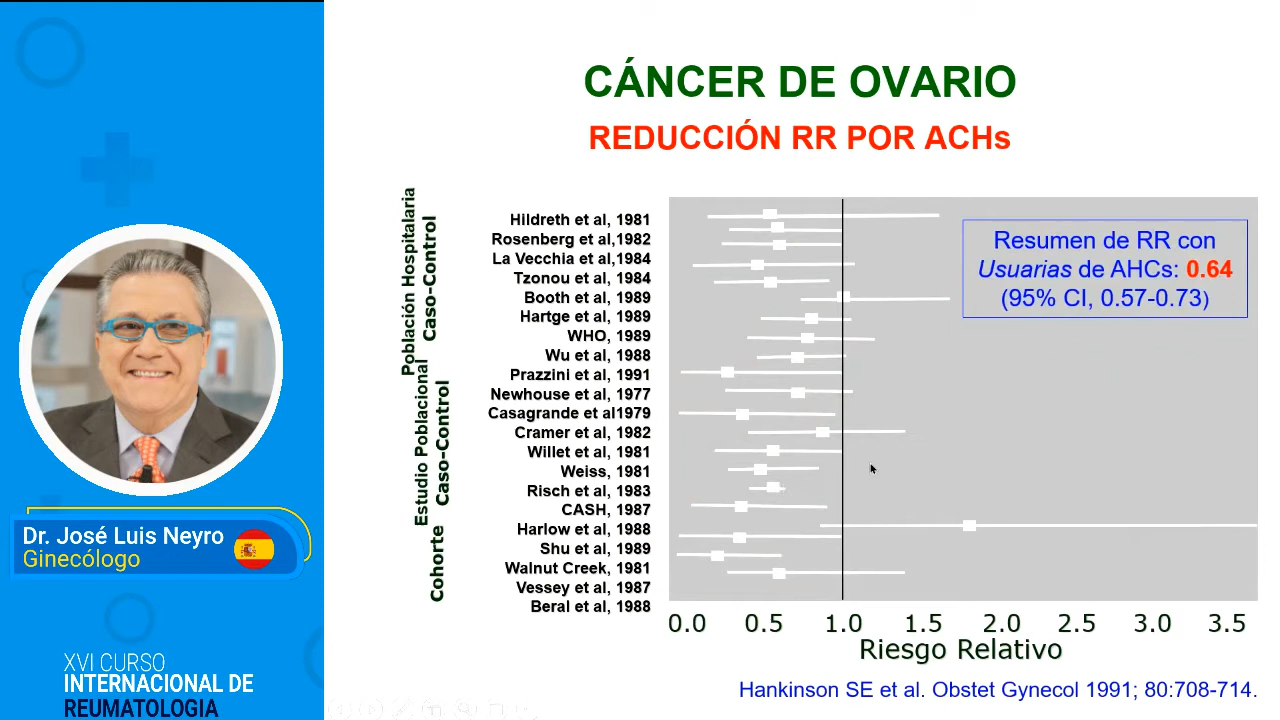 CÁNCER DE OVARIO
REDUCCIÓN RR POR ACHs
Población Hospitalaria
Caso-Control
Estudio Poblacional
Caso-Control
Cohorte
Hildreth et al, 1981
Rosenberg et al,1982
La Vecchia et al,1984
Tzonou et al, 1984
Booth et al, 1989
Hartge et al, 1989
WHO, 1989
Wu et al, 1988
Prazzini et al, 1991
Newhouse et al, 1977
Casagrande et al1979
Cramer et al, 1982
Willet et al, 1981
Weiss, 1981
Risch et al, 1983
CASH, 1987
Harlow et al, 1988
Shu et al, 1989
Walnut Creek, 1981
Vessey et al, 1987
Beral et al, 1988
Resumen de RR con
Usuarias de AHCs: 0.64
(95% CI, 0.57-0.73)
0.0 0.5 1.0 1.5 2.0 2.5 3.0 3.5
Riesgo Relativo
Hankinson SE et al. Obstet Gynecol 1991; 80:708-714.
Dr. José Luis Neyro
Ginecólogo
XVI CURSO
INTERNACIONAL DE
REUMATOLOGIA